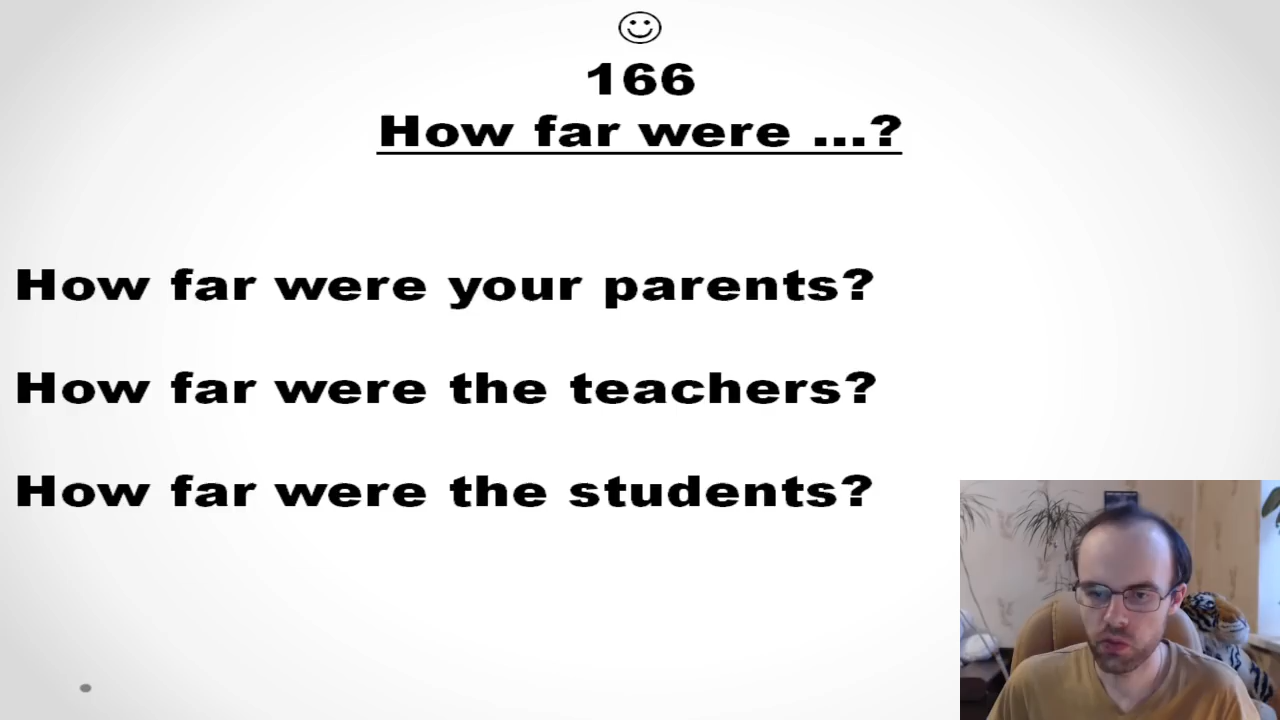 166
How far were ...?
How far were your parents?
How far were the teachers?
How far were the students?